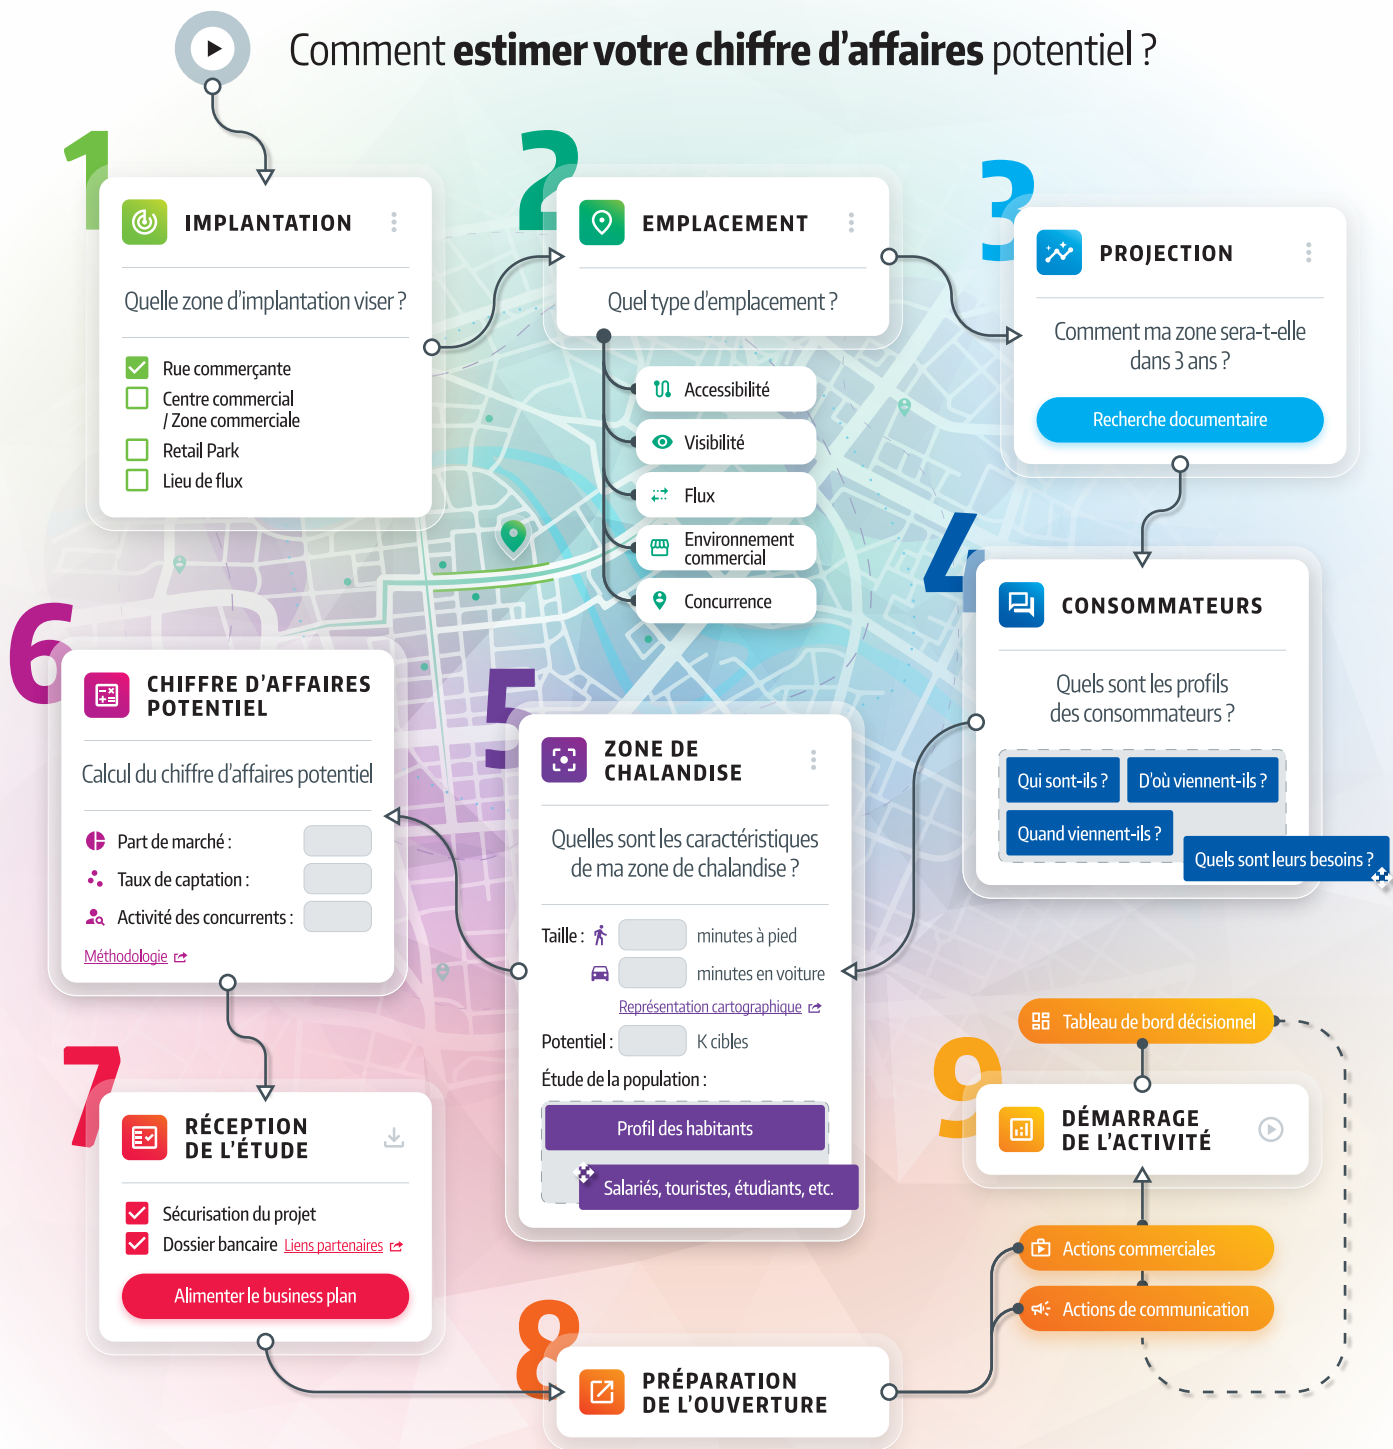 Comment estimer votre chiffre d’affaires potentiel ?
1
IMPLANTATION
Quelle zone d’implantation viser ?
Rue commerçante
Centre commercial
/ Zone commerciale
Retail Park
Lieu de flux
2
EMPLACEMENT
Quel type d’emplacement ?
Accessibilité
Visibilité
Flux
Environnement
commercial
Concurrence
3
PROJECTION
Comment ma zone sera-t-elle
dans 3 ans ?
Recherche documentaire
4
CONSOMMATEURS
Quels sont les profils
des consommateurs ?
Qui sont-ils ?
D’où viennent-ils ?
Quand viennent-ils ?
Quels sont leurs besoins ?
5
ZONE DE
CHALANDISE
Quelles sont les caractéristiques
de ma zone de chalandise ?
Taille :
minutes à pied
minutes en voiture
Représentation cartographique
Potentiel :
K cibles
Étude de la population :
Profil des habitants
Salariés, touristes, étudiants, etc.
6
CHIFFRE D’AFFAIRES
POTENTIEL
Calcul du chiffre d’affaires potentiel
Part de marché :
Taux de captation :
Activité des concurrents :
Méthodologie
7
RÉCEPTION
DE L’ÉTUDE
Sécurisation du projet
Dossier bancaire Liens partenaires
Alimenter le business plan
8
PRÉPARATION
DE L’OUVERTURE
9
Tableau de bord décisionnel
DÉMARRAGE
DE L’ACTIVITÉ
Actions commerciales
Actions de communication